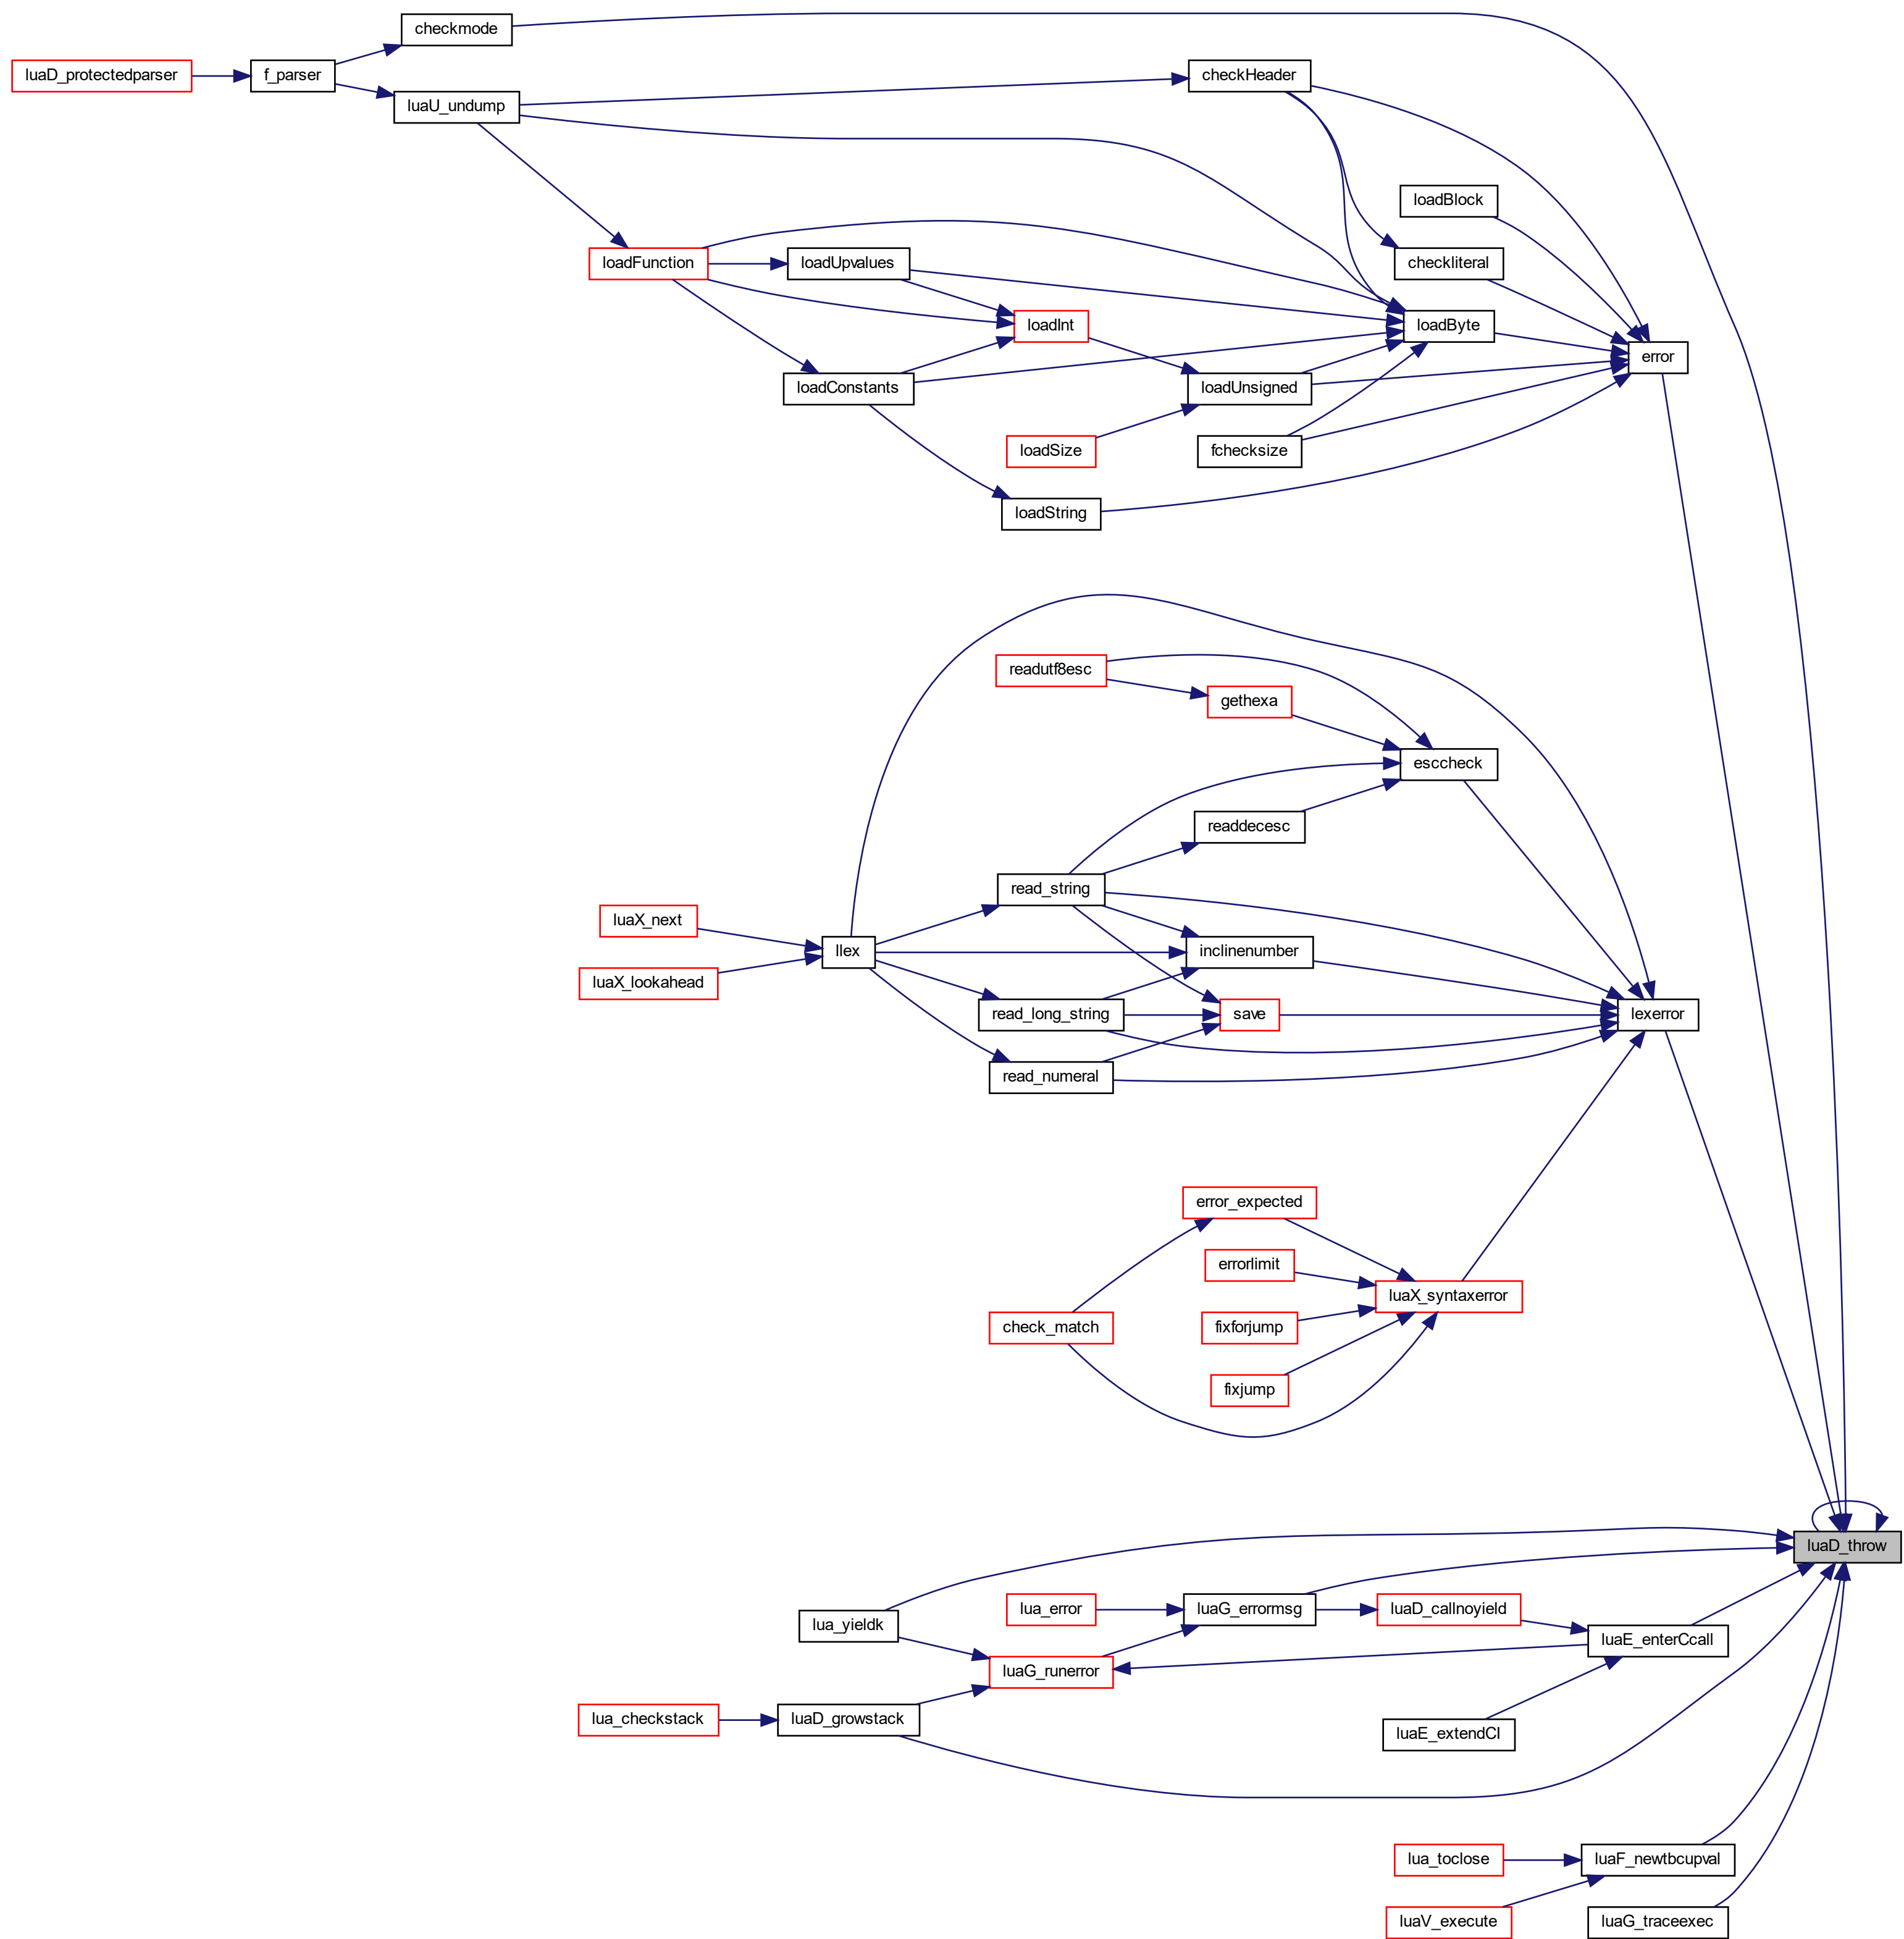 checkmode
luaD_protectedparser
f_parser
checkHeader
luaU_undump
loadBlock
loadFunction
loadUpvalues
checkliteral
loadInt
loadByte
error
loadConstants
loadUnsigned
loadSize
fchecksize
loadString
readutf8esc
gethexa
esccheck
readdecesc
read_string
luaX_next
llex
inclinenumber
luaX_lookahead
read_long_string
save
lexerror
read_numeral
error_expected
errorlimit
luaX_syntaxerror
check_match
fixforjump
fixjump
luaD_throw
lua_yieldk
lua_error
luaG_errormsg
luaD_callnoyield
luaE_enterCcall
luaG_runerror
lua_checkstack
luaD_growstack
luaE_extendCI
lua_toclose
luaF_newtbcupval
luaV_execute
luaG_traceexec